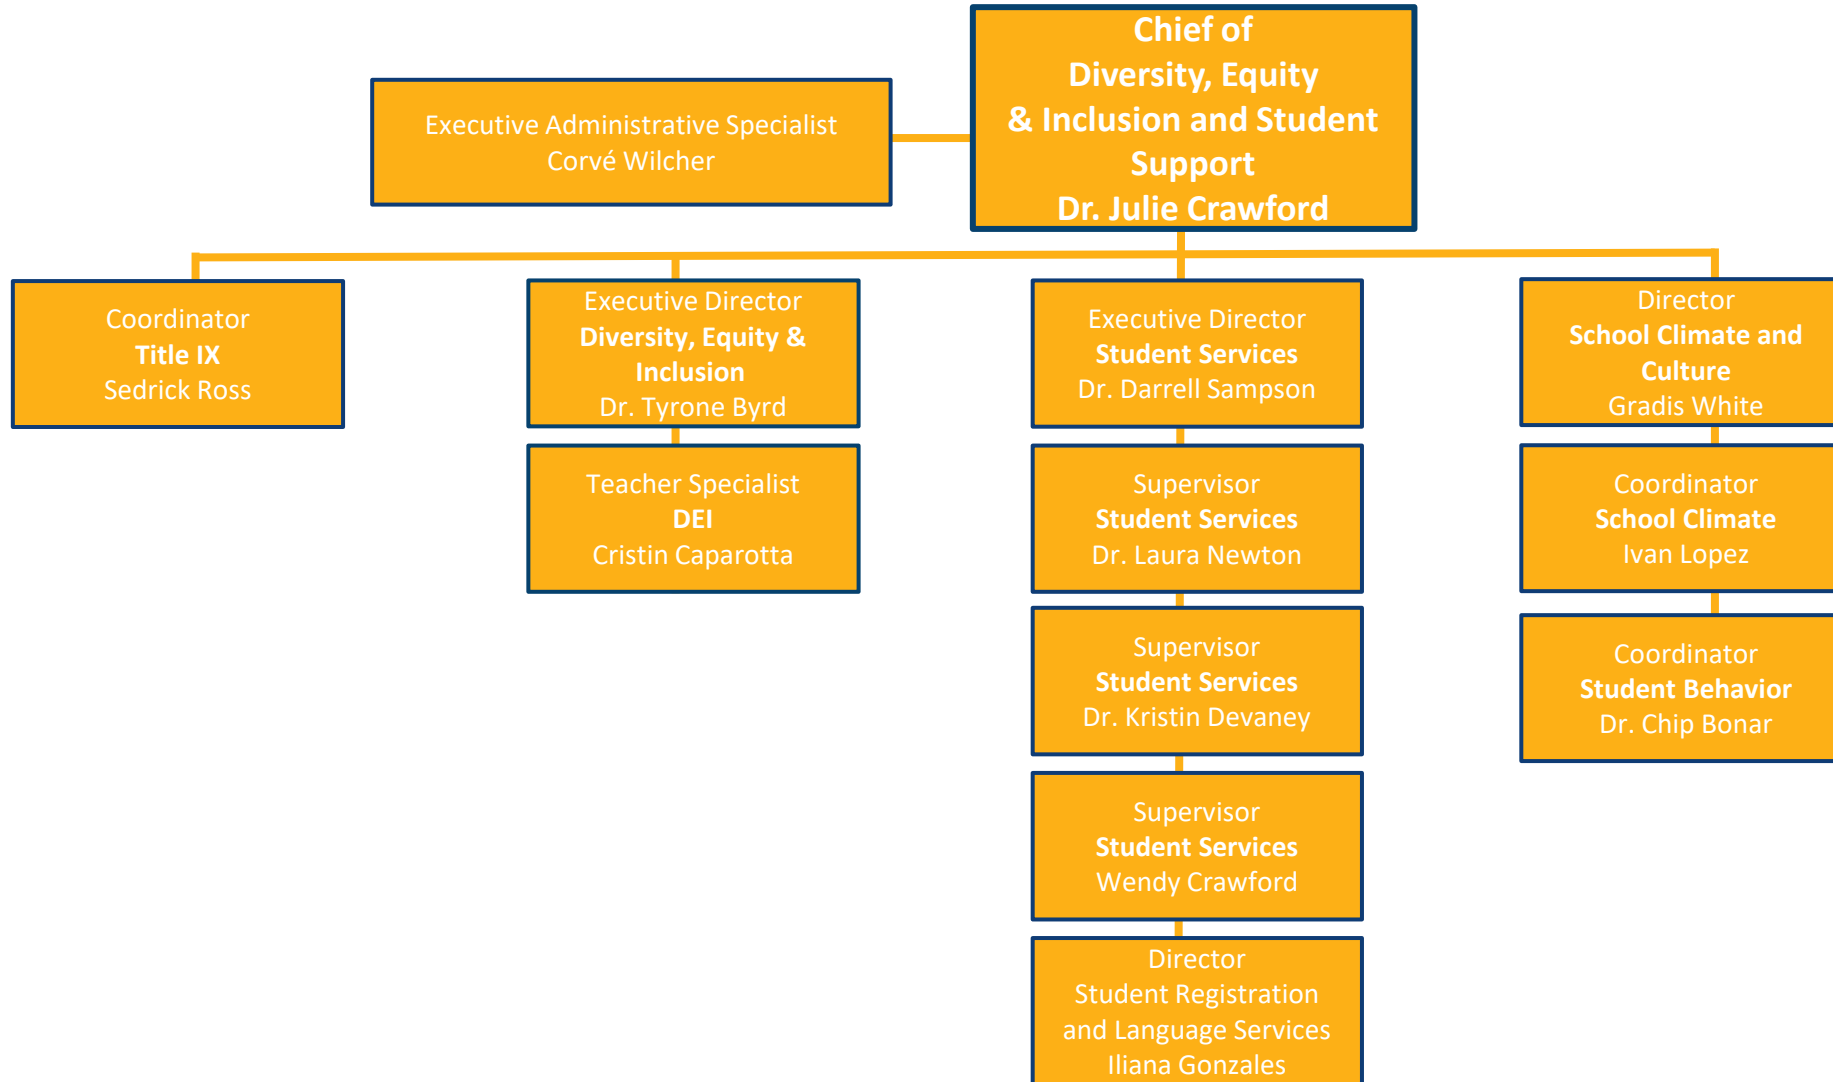 Chief of
Diversity, Equity
& Inclusion and Student
Support
Dr. Julie Crawford
Executive Administrative Specialist
Corvé Wilcher
Coordinator
Title IX
Sedrick Ross
Executive Director
Diversity, Equity &
Inclusion
Dr. Tyrone Byrd
Teacher Specialist
DEI
Cristin Caparotta
Executive Director
Student Services
Dr. Darrell Sampson
Supervisor
Student Services
Dr. Laura Newton
Supervisor
Student Services
Dr. Kristin Devaney
Supervisor
Student Services
Wendy Crawford
Director
Student Registration
and Language Services
Iliana Gonzales
Director
School Climate and
Culture
Gradis White
Coordinator
School Climate
Ivan Lopez
Coordinator
Student Behavior
Dr. Chip Bonar